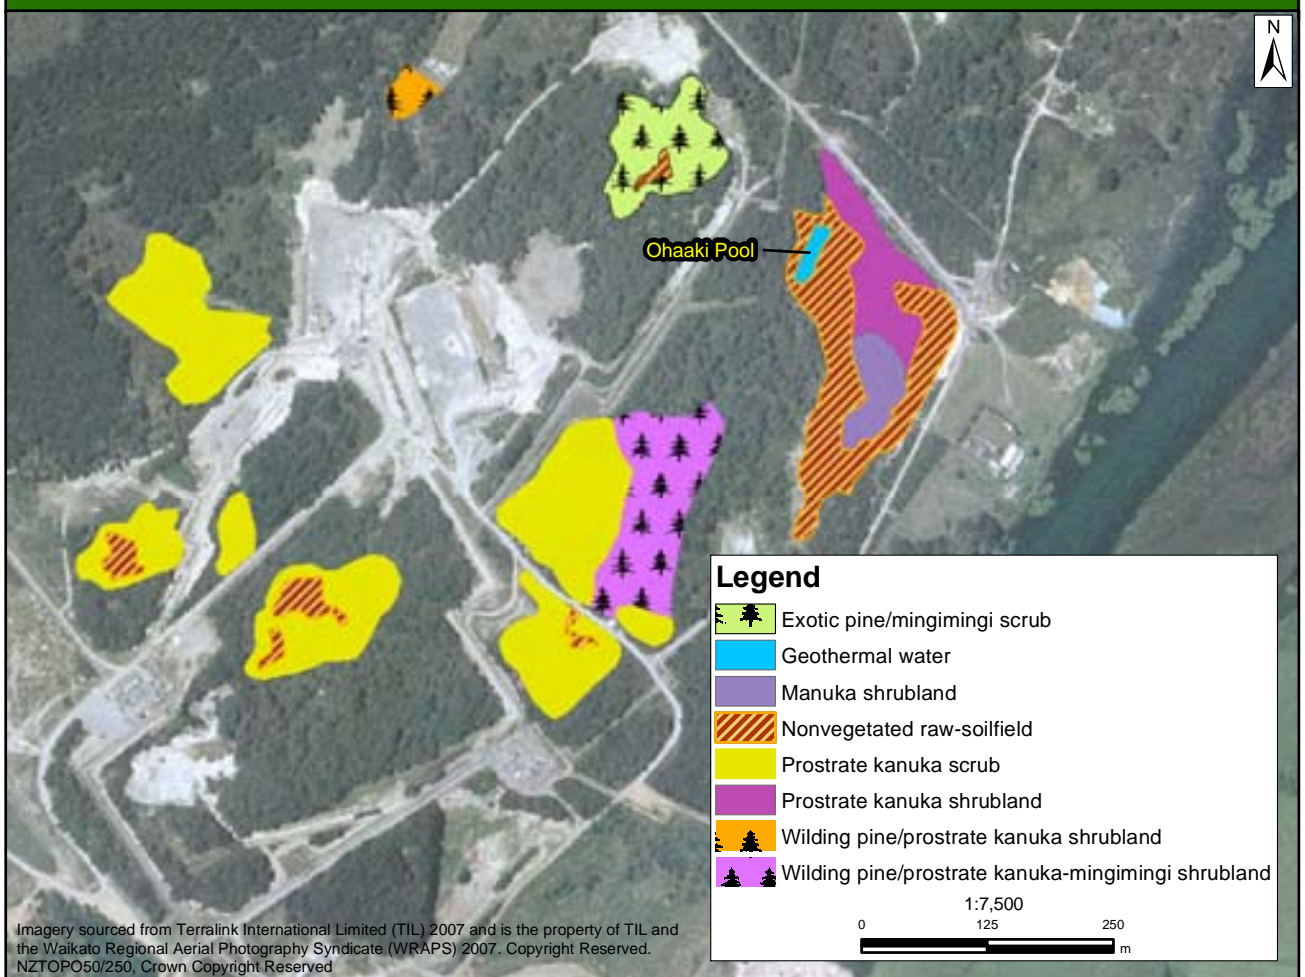 N
Ohaaki Pool
Legend
Exotic pine/mingimingi scrub
Geothermal water
Manuka shrubland
Nonvegetated raw-soilfield
Prostrate kanuka scrub
Prostrate kanuka shrubland
Wilding pine/prostrate kanuka shrubland
Wilding pine/prostrate kanuka-mingimingi shrubland
1:7,500
0 125 250
m
Imagery sourced from Terralink International Limited (TIL) 2007 and is the property of TIL and
the Waikato Regional Aerial Photography Syndicate (WRAPS) 2007. Copyright Reserved.
NZTOPO50/250, Crown Copyright Reserved